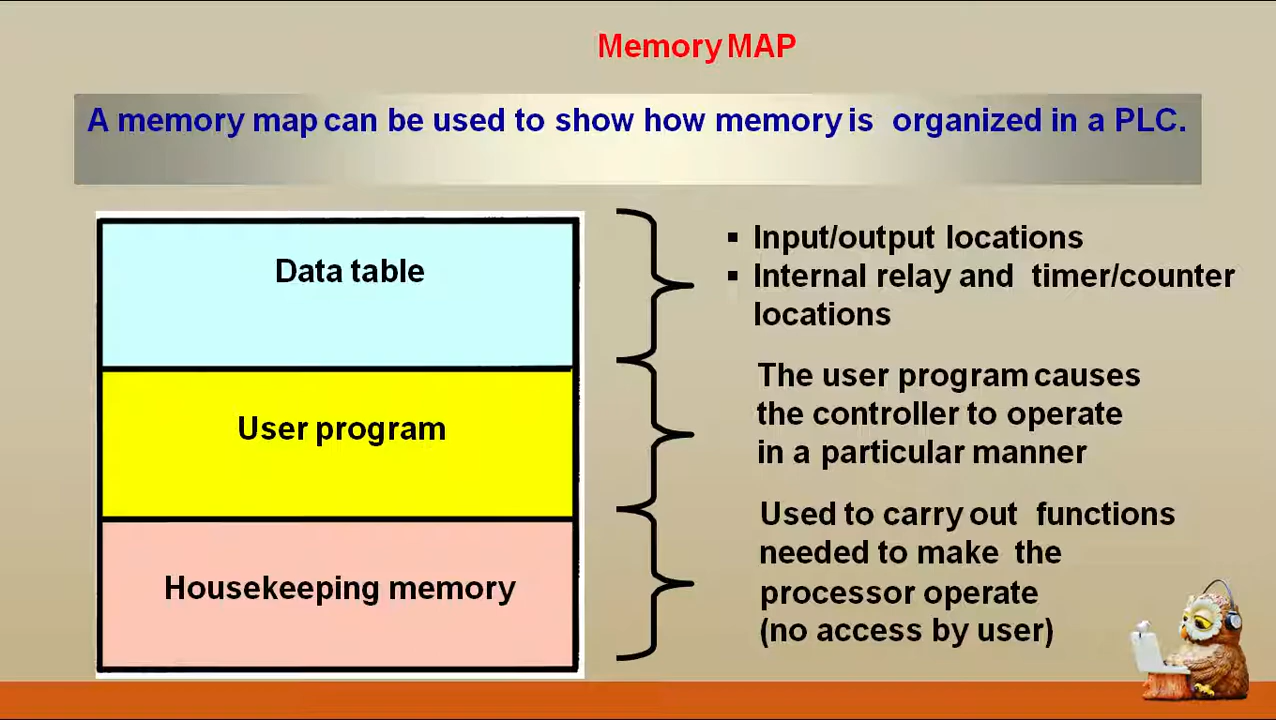 Memory MAP
A memory map can be used to show how memory is organized in a PLC.
Data table
▪ Input/output locations
▪ Internal relay and timer/counter
locations
User program
The user program causes
the controller to operate
in a particular manner
Housekeeping memory
Used to carry out functions
needed to make the
processor operate
(no access by user)